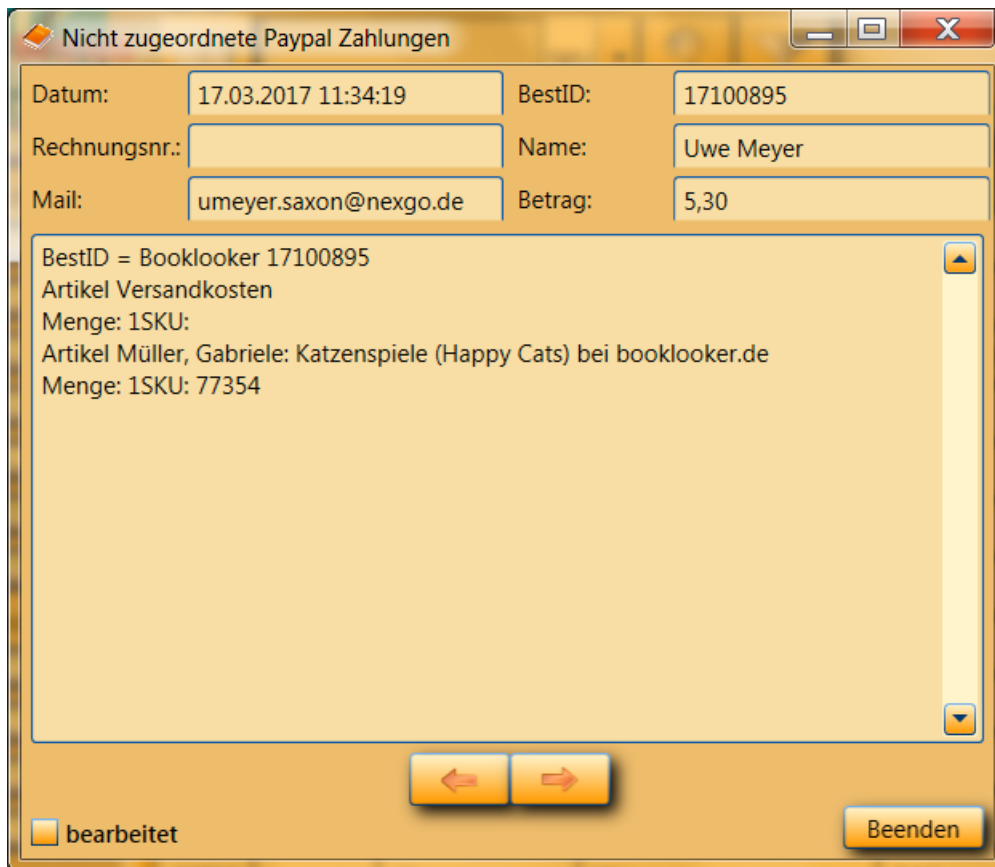 Nicht zugeordnete Paypal Zahlungen
Datum: 17.03.2017 11:34:19 BestID: 17100895
Rechnungsnr.: Name: Uwe Meyer
Mail: umeyer.saxon@nexgo.de Betrag: 5,30
BestID = Booklooker 17100895
Artikel Versandkosten
Menge: 1SKU:
Artikel Müller, Gabriele: Katzenspiele (Happy Cats) bei booklooker.de
Menge: 1SKU: 77354
bearbeitet
Beenden